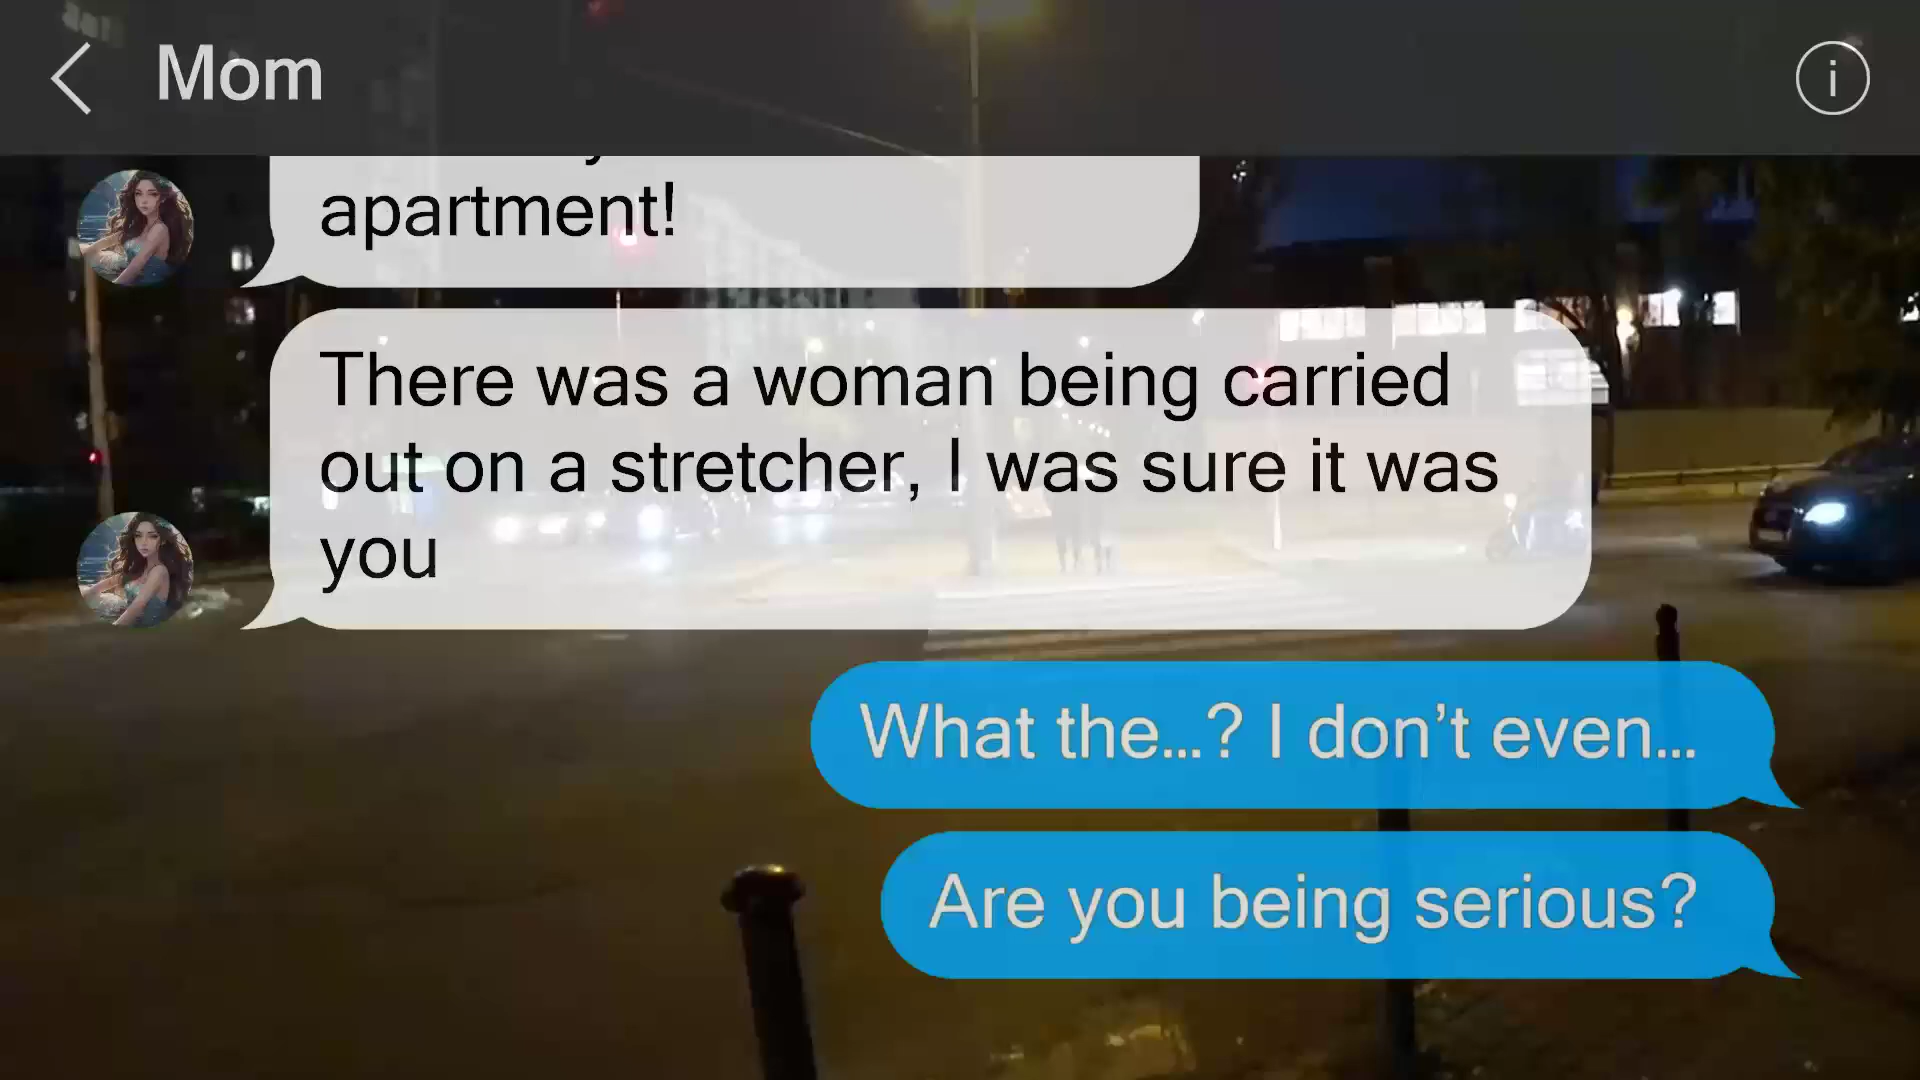 Mom
i
apartment!
There was a woman being carried
out on a stretcher, I was sure it was
you
What the...? I don’t even...
Are you being serious?